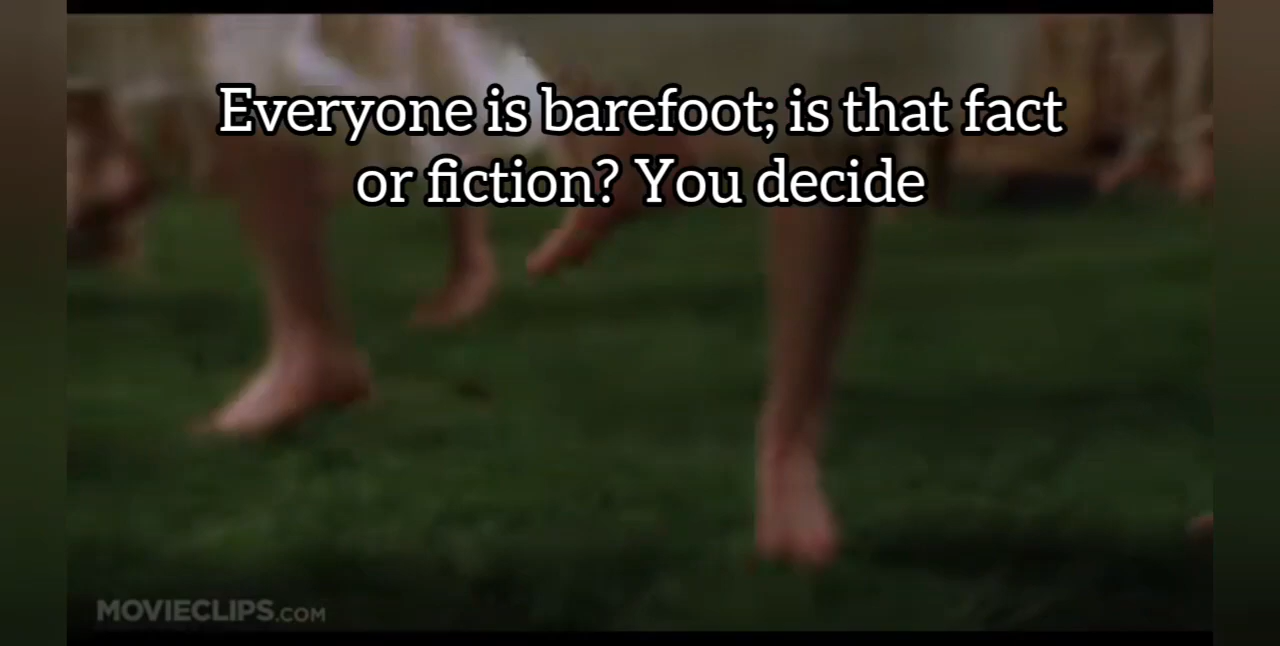 Everyone is barefoot; is that fact
or fiction? You decide
MOVIECLIPS.COM